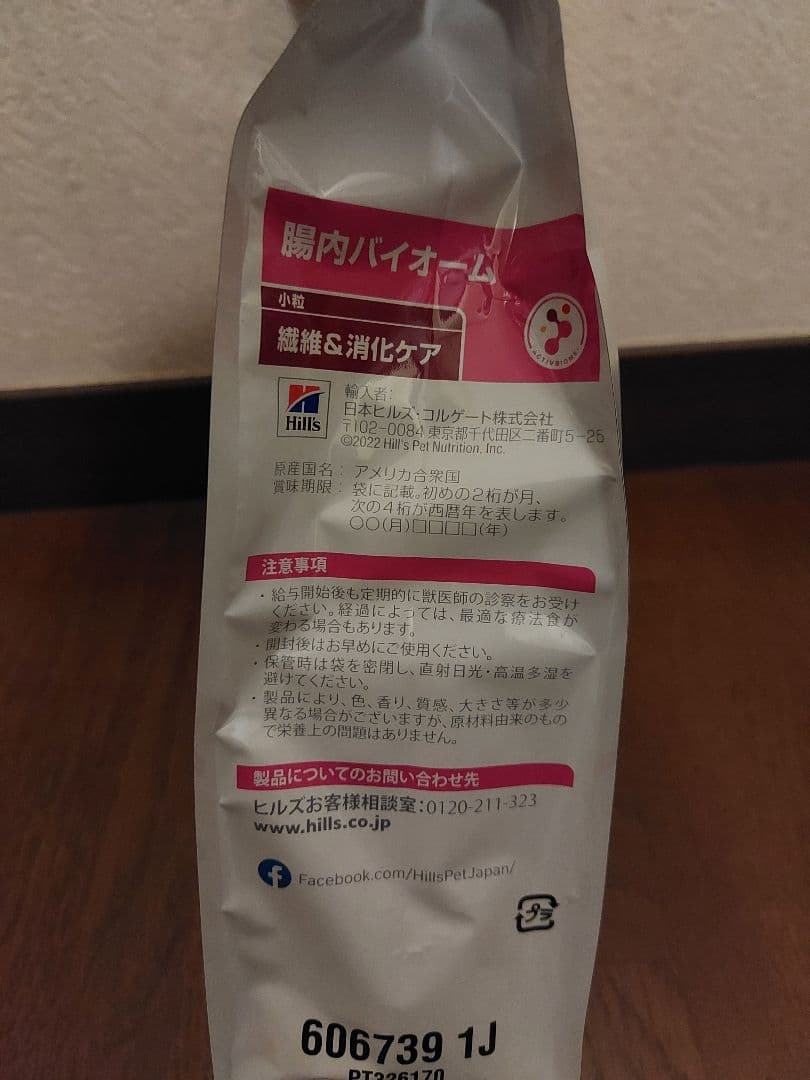 腸内バイオーム
小粒
繊維&消化ケア
ACTIVBIOME+
Hill's
輸入者:
日本ヒルズ・コルゲート株式会社
〒102-0084 東京都千代田区二番町5-25
©2022 Hill's Pet Nutrition, Inc.
原産国名: アメリカ合衆国
賞味期限: 袋に記載。初めの2桁が月、
次の4桁が西暦年を表します。
○○(月)□□□□(年)
注意事項
・給与開始後も定期的に獣医師の診察をお受け
ください。経過によっては、最適な療法食が
変わる場合もあります。
・開封後はお早めにご使用ください。
・保管時は袋を密閉し、直射日光・高温多湿を
避けてください。
・製品により、色、香り、質感、大きさ等が多少
異なる場合がございますが、原材料由来のもの
で栄養上の問題はありません。
製品についてのお問い合わせ先
ヒルズお客様相談室:0120-211-323
www.hills.co.jp
Facebook.com/HillsPetJapan/
プラ
606739 1J
PT226170